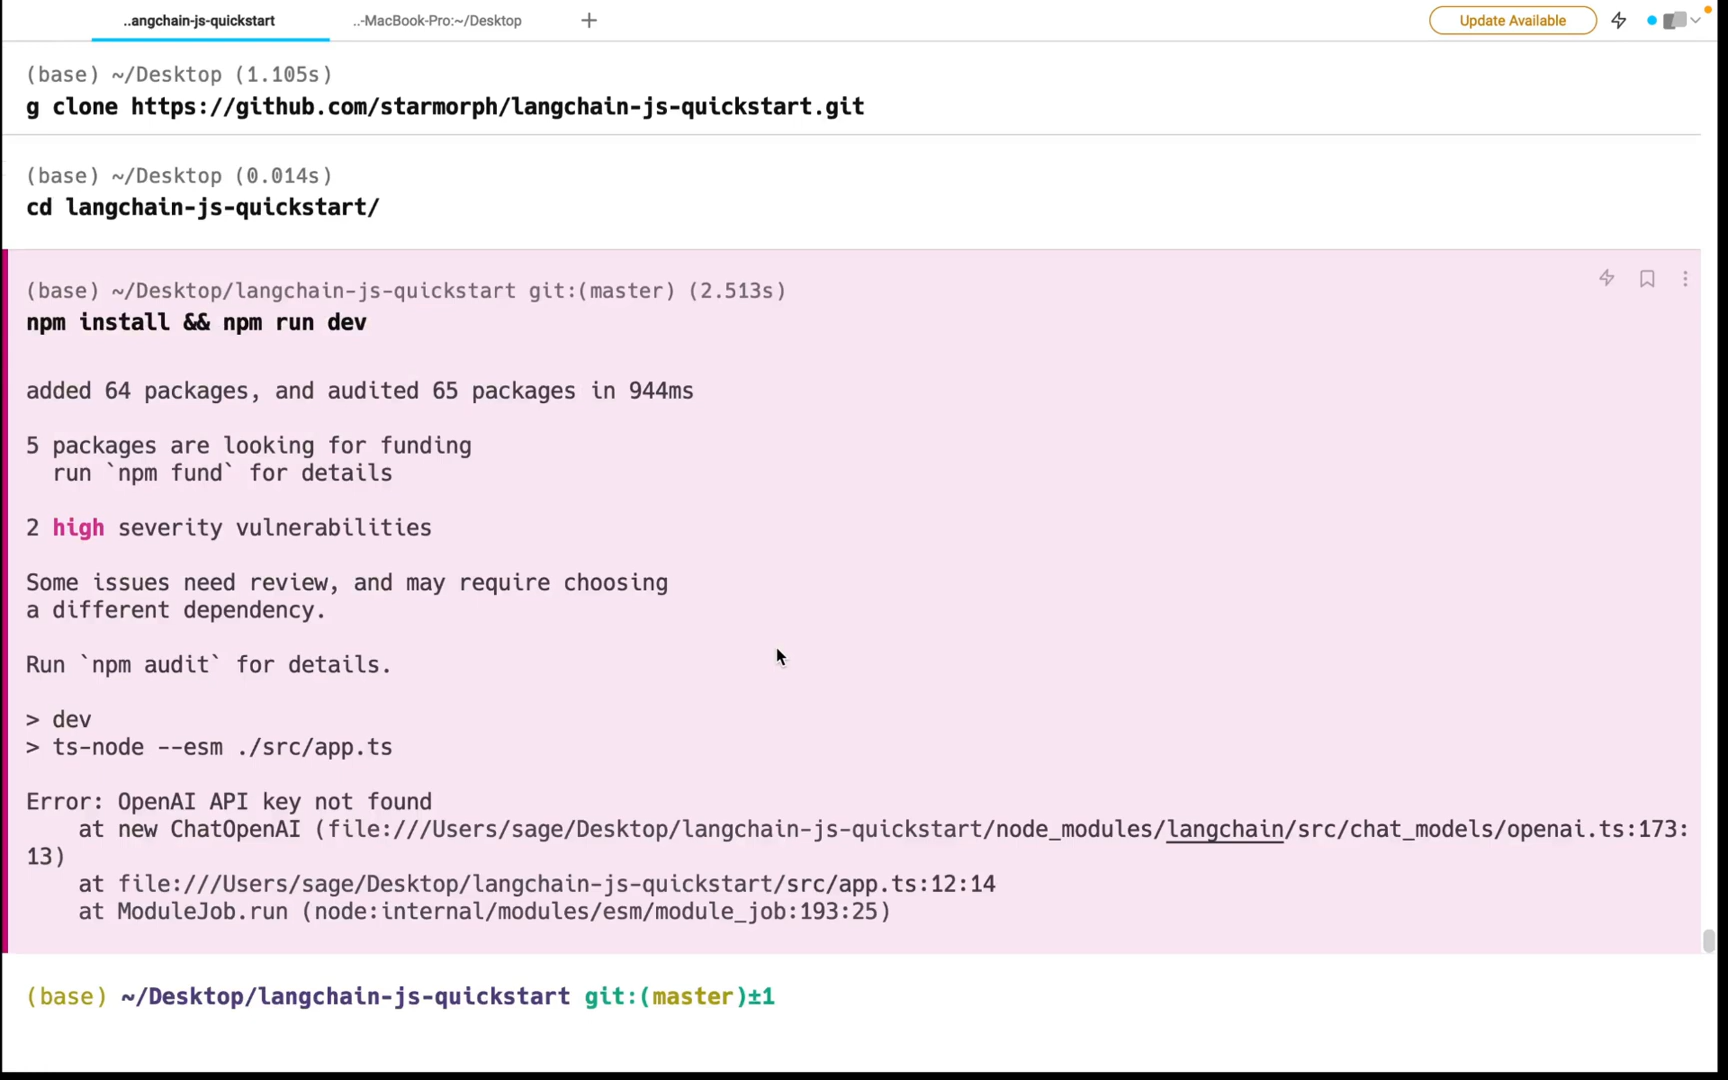 ..angchain-js-quickstart
..-MacBook-Pro:~/Desktop
+
Update Available
(base) ~/Desktop (1.105s)
g clone https://github.com/starmorph/langchain-js-quickstart.git
(base) ~/Desktop (0.014s)
cd langchain-js-quickstart/
(base) ~/Desktop/langchain-js-quickstart git:(master) (2.513s)
npm install && npm run dev
added 64 packages, and audited 65 packages in 944ms
5 packages are looking for funding
run `npm fund` for details
2 high severity vulnerabilities
Some issues need review, and may require choosing
a different dependency.
Run `npm audit` for details.
> dev
> ts-node --esm ./src/app.ts
Error: OpenAI API key not found
at new ChatOpenAI (file:///Users/sage/Desktop/langchain-js-quickstart/node_modules/langchain/src/chat_models/openai.ts:173:
13)
at file:///Users/sage/Desktop/langchain-js-quickstart/src/app.ts:12:14
at ModuleJob.run (node:internal/modules/esm/module_job:193:25)
(base) ~/Desktop/langchain-js-quickstart git:(master)±1